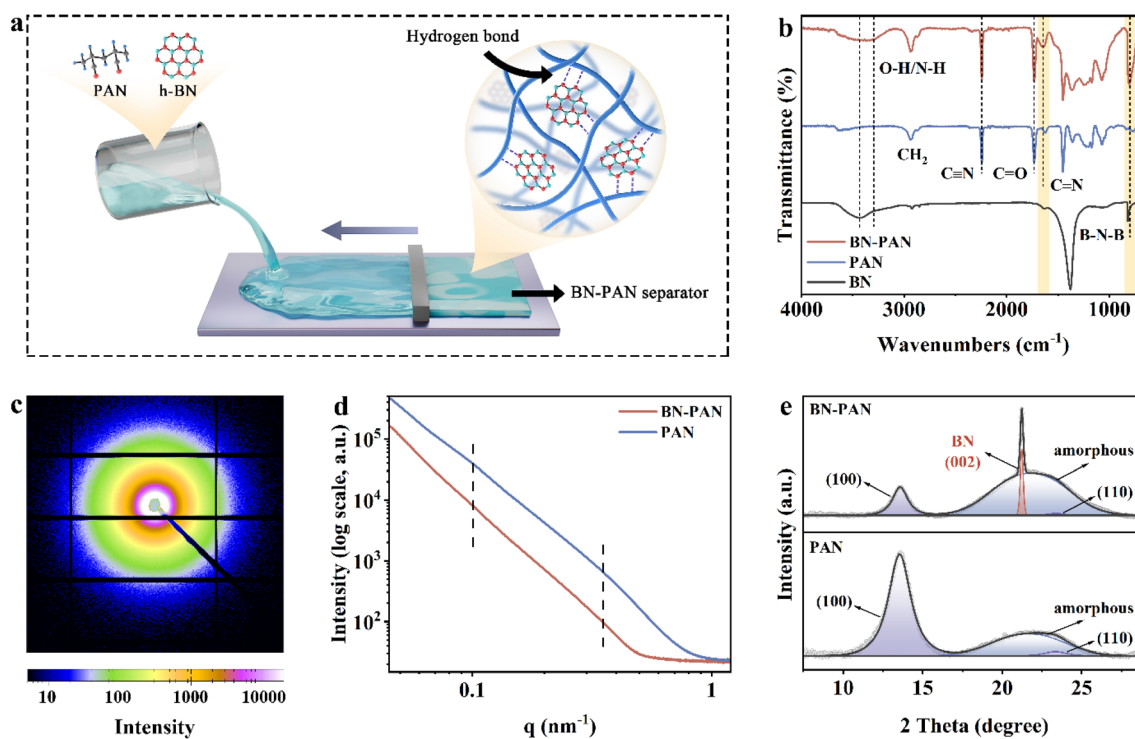 a
PAN
h-BN
Hydrogen bond
BN-PAN separator
b
O-H/N-H
CH₂
C≡N
C=O
C=N
B-N-B
BN-PAN
PAN
BN
Transmittance (%)
4000
3000
2000
1000
Wavenumbers (cm⁻¹)
c
10
100
1000
10000
Intensity
d
BN-PAN
PAN
10⁵
10⁴
10³
10²
Intensity (log scale, a.u.)
0.1
1
q (nm⁻¹)
e
BN-PAN
BN
(002)
amorphous
(100)
(110)
PAN
(100)
amorphous
(110)
Intensity (a.u.)
10
15
20
25
2 Theta (degree)